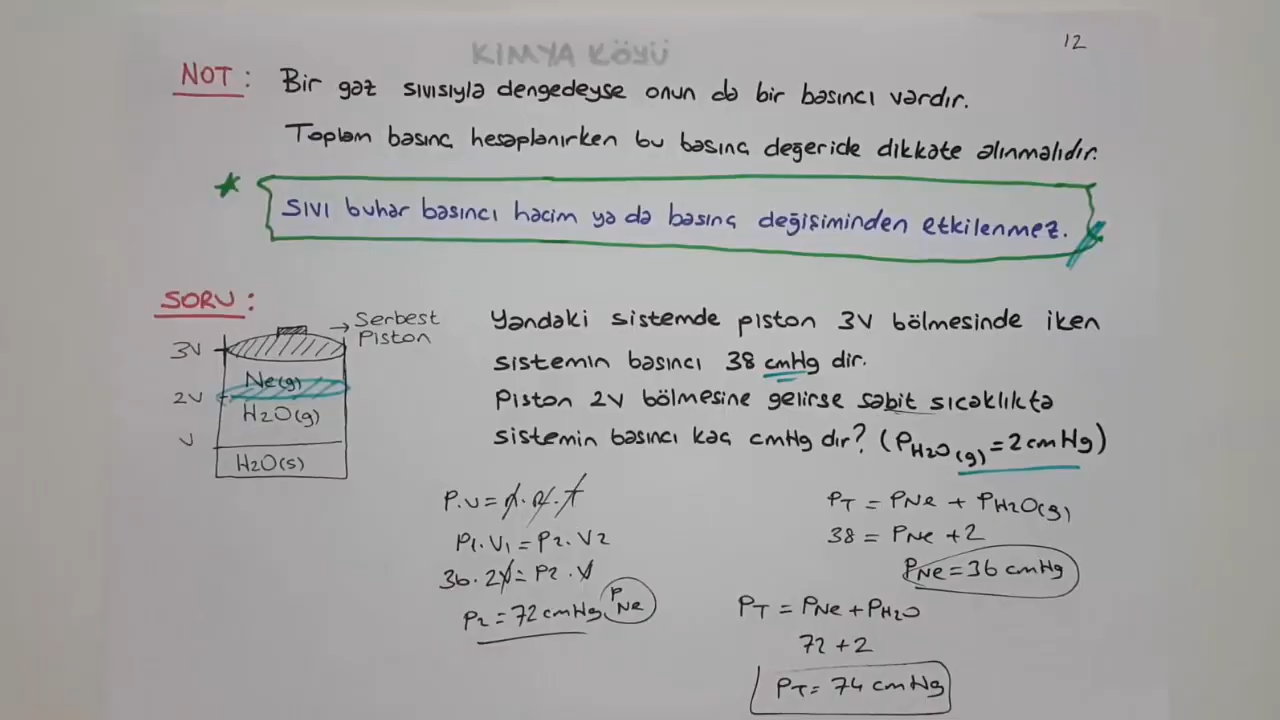 KİMYA KÖYÜ
12
NOT : Bir gaz sıvısıyla dengedeyse onun da bir basıncı vardır.
Toplam basınç hesaplanırken bu basınç değeride dikkate alınmalıdır.
* Sıvı buhar basıncı hacim ya da basınç değişiminden etkilenmez.
SORU :
Serbest
Piston
3V
Ne(g)
2V
H2O(g)
V
H2O(s)
Yandaki sistemde piston 3V bölmesinde iken
sistemin basıncı 38 cmHg dir.
Piston 2V bölmesine gelirse sabit sıcaklıkta
sistemin basıncı kaç cmHg dır? (PH2O(g) = 2 cmHg)
P.V = n.R.T
P1.V1 = P2.V2
36.2V = P2.V
P2 = 72 cmHg PNe
PT = PNe + PH2O(g)
38 = PNe + 2
PNe = 36 cmHg
PT = PNe + PH2O
72 + 2
PT = 74 cmHg